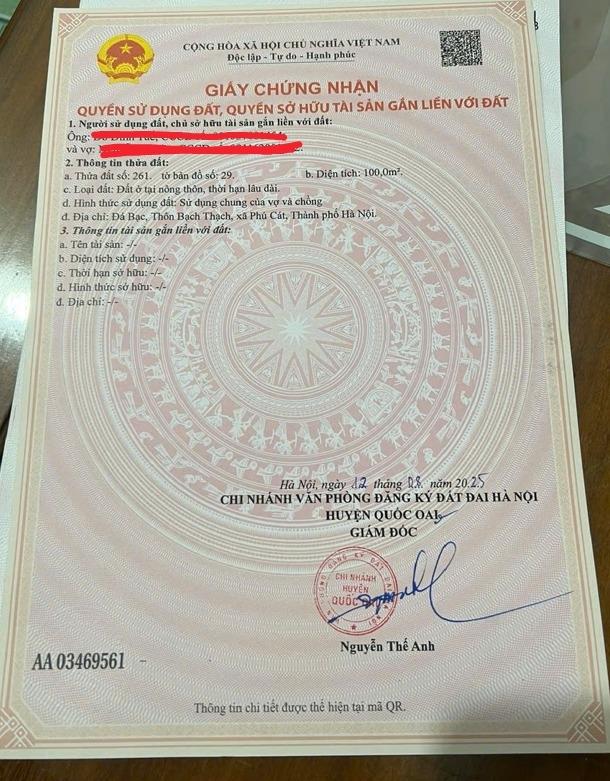 CỘNG HÒA XÃ HỘI CHỦ NGHĨA VIỆT NAM
Độc lập - Tự do - Hạnh phúc
GIẤY CHỨNG NHẬN
QUYỀN SỬ DỤNG ĐẤT, QUYỀN SỞ HỮU TÀI SẢN GẮN LIỀN VỚI ĐẤT
1. Người sử dụng đất, chủ sở hữu tài sản gắn liền với đất:
Ông:
và vợ:
2. Thông tin thửa đất:
a. Thửa đất số: 261. tờ bản đồ số: 29. b. Diện tích: 100,0m².
c. Loại đất: Đất ở tại nông thôn, thời hạn lâu dài.
d. Hình thức sử dụng đất: Sử dụng chung của vợ và chồng
đ. Địa chỉ: Đá Bạc, Thôn Bạch Thạch, xã Phú Cát, Thành phố Hà Nội.
3. Thông tin tài sản gắn liền với đất:
a. Tên tài sản: -/-
b. Diện tích sử dụng: -/-
c. Thời hạn sở hữu: -/-
d. Hình thức sở hữu: -/-
đ. Địa chỉ: -/-
Hà Nội, ngày 12 tháng 08 năm 2025
CHI NHÁNH VĂN PHÒNG ĐĂNG KÝ ĐẤT ĐAI HÀ NỘI
HUYỆN QUỐC OAI
GIÁM ĐỐC
CHI NHÁNH
HUYỆN
QUỐC
Nguyễn Thế Anh
AA 03469561
Thông tin chi tiết được thể hiện tại mã QR.